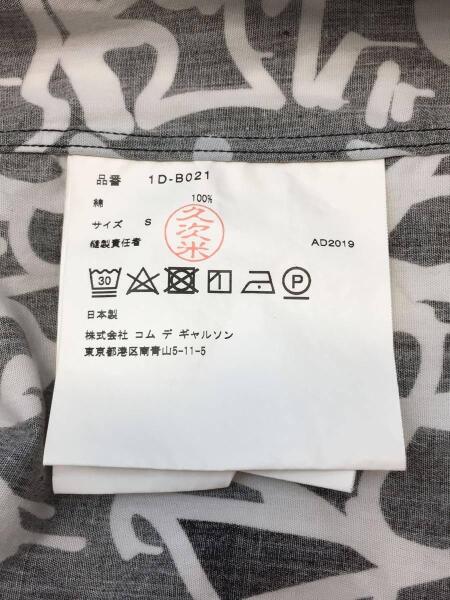 品番 1D-B021
綿 100%
サイズ S
縫製責任者 久次米 AD2019
30 P
日本製
株式会社 コム デ ギャルソン
東京都港区南青山5-11-5